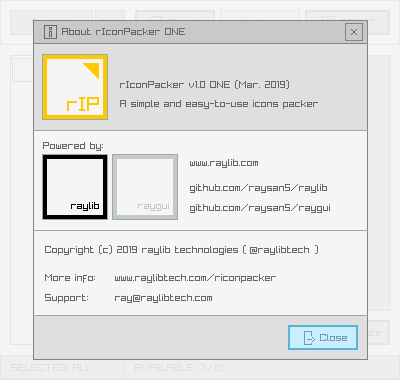 About rIconPacker ONE
rIP
rIconPacker v1.0 ONE (Mar. 2019)
A simple and easy-to-use icons packer
Powered by:
raylib
raygui
www.raylib.com
github.com/raysan5/raylib
github.com/raysan5/raygui
Copyright (c) 2019 raylib technologies ( @raylibtech )
More info: www.raylibtech.com/riconpacker
Support: ray@raylibtech.com
Close
SELECTED: ALL
AVAILABLE: 7/10